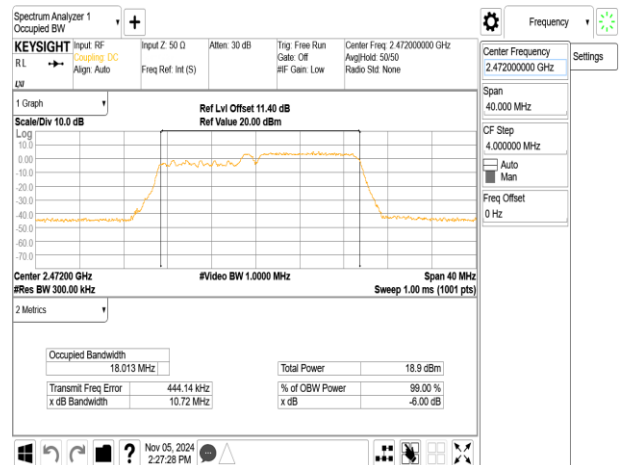 Spectrum Analyzer 1
Occupied BW
Frequency
KEYSIGHT
Input: RF
Input Z: 50 Ω
Atten: 30 dB
Trig: Free Run
Center Freq: 2.472000000 GHz
RL
Coupling: DC
Gate: Off
Avg|Hold: 50/50
Align: Auto
Freq Ref: Int (S)
#IF Gain: Low
Radio Std: None
Center Frequency
2.472000000 GHz
Settings
Span
40.000 MHz
CF Step
4.000000 MHz
Auto
Man
Freq Offset
0 Hz
1 Graph
Ref Lvl Offset 11.40 dB
Scale/Div 10.0 dB
Ref Value 20.00 dBm
Log
10.0
0.00
-10.0
-20.0
-30.0
-40.0
-50.0
-60.0
-70.0
Center 2.47200 GHz
#Video BW 1.0000 MHz
Span 40 MHz
#Res BW 300.00 kHz
Sweep 1.00 ms (1001 pts)
2 Metrics
Occupied Bandwidth
18.013 MHz
Total Power
18.9 dBm
Transmit Freq Error
444.14 kHz
% of OBW Power
99.00 %
x dB Bandwidth
10.72 MHz
x dB
-6.00 dB
?
Nov 05, 2024
2:27:28 PM